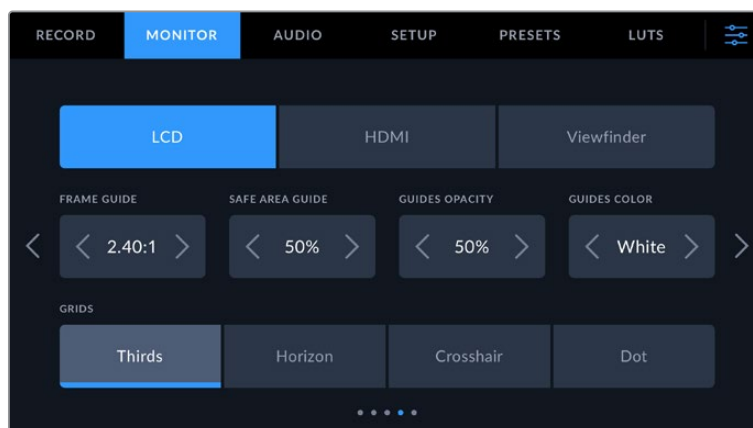 RECORD MONITOR AUDIO SETUP PRESETS LUTS
LCD HDMI Viewfinder
FRAME GUIDE SAFE AREA GUIDE GUIDES OPACITY GUIDES COLOR
2.40:1 50% 50% White
GRIDS
Thirds Horizon Crosshair Dot